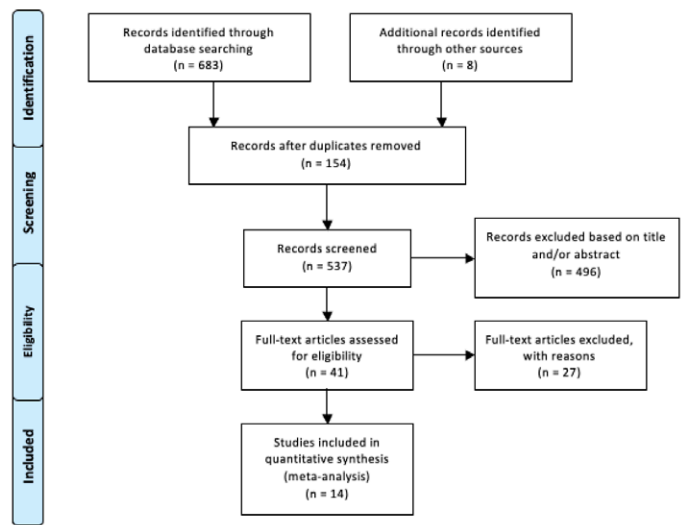 Identification
Records identified through
database searching
(n = 683)
Additional records identified
through other sources
(n = 8)
Records after duplicates removed
(n = 154)
Screening
Records screened
(n = 537)
Records excluded based on title
and/or abstract
(n = 496)
Eligibility
Full-text articles assessed
for eligibility
(n = 41)
Full-text articles excluded,
with reasons
(n = 27)
Included
Studies included in
quantitative synthesis
(meta-analysis)
(n = 14)